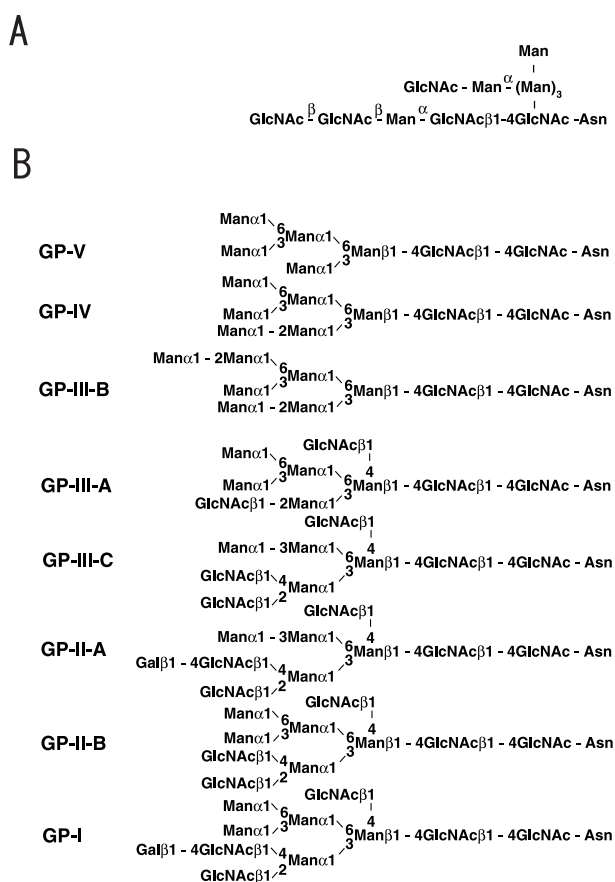 A
Man
GlcNAc - Man -α (Man)3
GlcNAc -β GlcNAc -β Man -α GlcNAcβ1-4GlcNAc -Asn
B
Manα1
6
GP-V
Manα1
3
Manα1
6
Manβ1 - 4GlcNAcβ1 - 4GlcNAc - Asn
Manα1
3
Manα1
6
GP-IV
Manα1
3
Manα1
6
Manβ1 - 4GlcNAcβ1 - 4GlcNAc - Asn
Manα1 - 2Manα1
3
Manα1 - 2Manα1
6
GP-III-B
Manα1
3
Manα1
6
Manβ1 - 4GlcNAcβ1 - 4GlcNAc - Asn
Manα1 - 2Manα1
3
GlcNAcβ1
4
Manα1
6
GP-III-A
Manα1
3
Manα1
6
Manβ1 - 4GlcNAcβ1 - 4GlcNAc - Asn
GlcNAcβ1 - 2Manα1
3
GlcNAcβ1
4
GP-III-C
Manα1 - 3Manα1
6
Manβ1 - 4GlcNAcβ1 - 4GlcNAc - Asn
GlcNAcβ1
4
GlcNAcβ1
2
Manα1
3
GlcNAcβ1
4
GP-II-A
Manα1 - 3Manα1
6
Manβ1 - 4GlcNAcβ1 - 4GlcNAc - Asn
Galβ1 - 4GlcNAcβ1
4
GlcNAcβ1
2
Manα1
3
GlcNAcβ1
4
Manα1
6
GP-II-B
Manα1
3
Manα1
6
Manβ1 - 4GlcNAcβ1 - 4GlcNAc - Asn
GlcNAcβ1
4
GlcNAcβ1
2
Manα1
3
GlcNAcβ1
4
Manα1
6
GP-I
Manα1
3
Manα1
6
Manβ1 - 4GlcNAcβ1 - 4GlcNAc - Asn
Galβ1 - 4GlcNAcβ1
4
GlcNAcβ1
2
Manα1
3